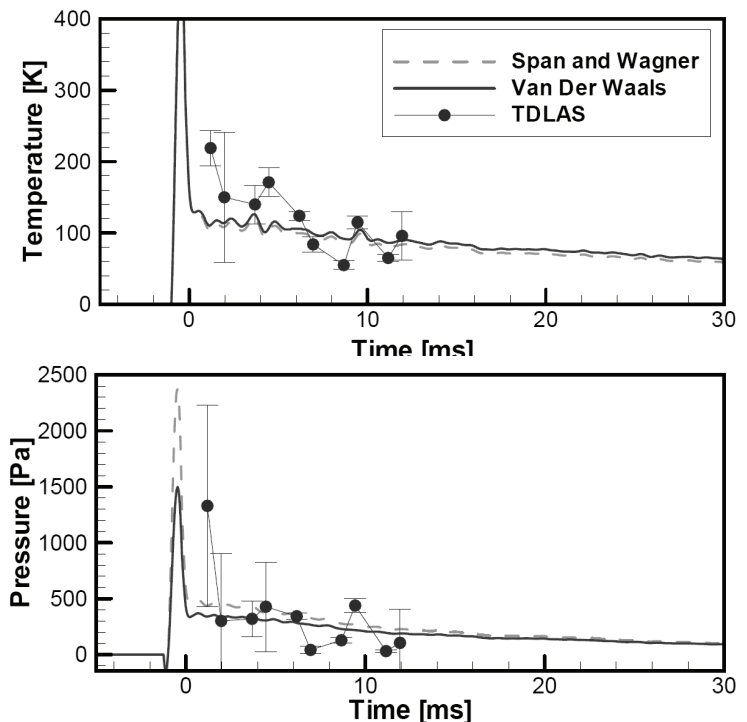 400
300
200
100
0
Temperature [K]
Span and Wagner
Van Der Waals
TDLAS
0 10 20 30
Time [ms]
2500
2000
1500
1000
500
0
Pressure [Pa]
0 10 20 30
Time [ms]